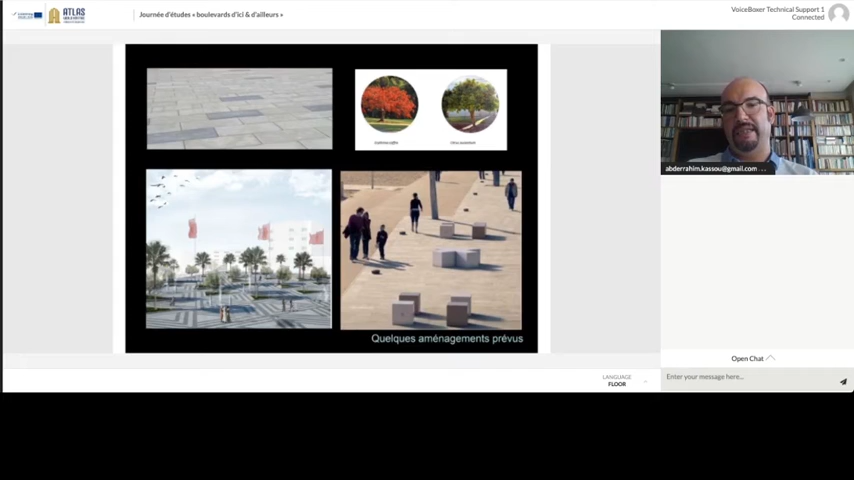 ATLAS
Journée d'études « boulevards d'ici & d'ailleurs »
VoiceBoxer Technical Support 1
Connected
abderrahim.kassou@gmail.com ...
Quelques aménagements prévus
Open Chat
LANGUAGE
FLOOR
Enter your message here...